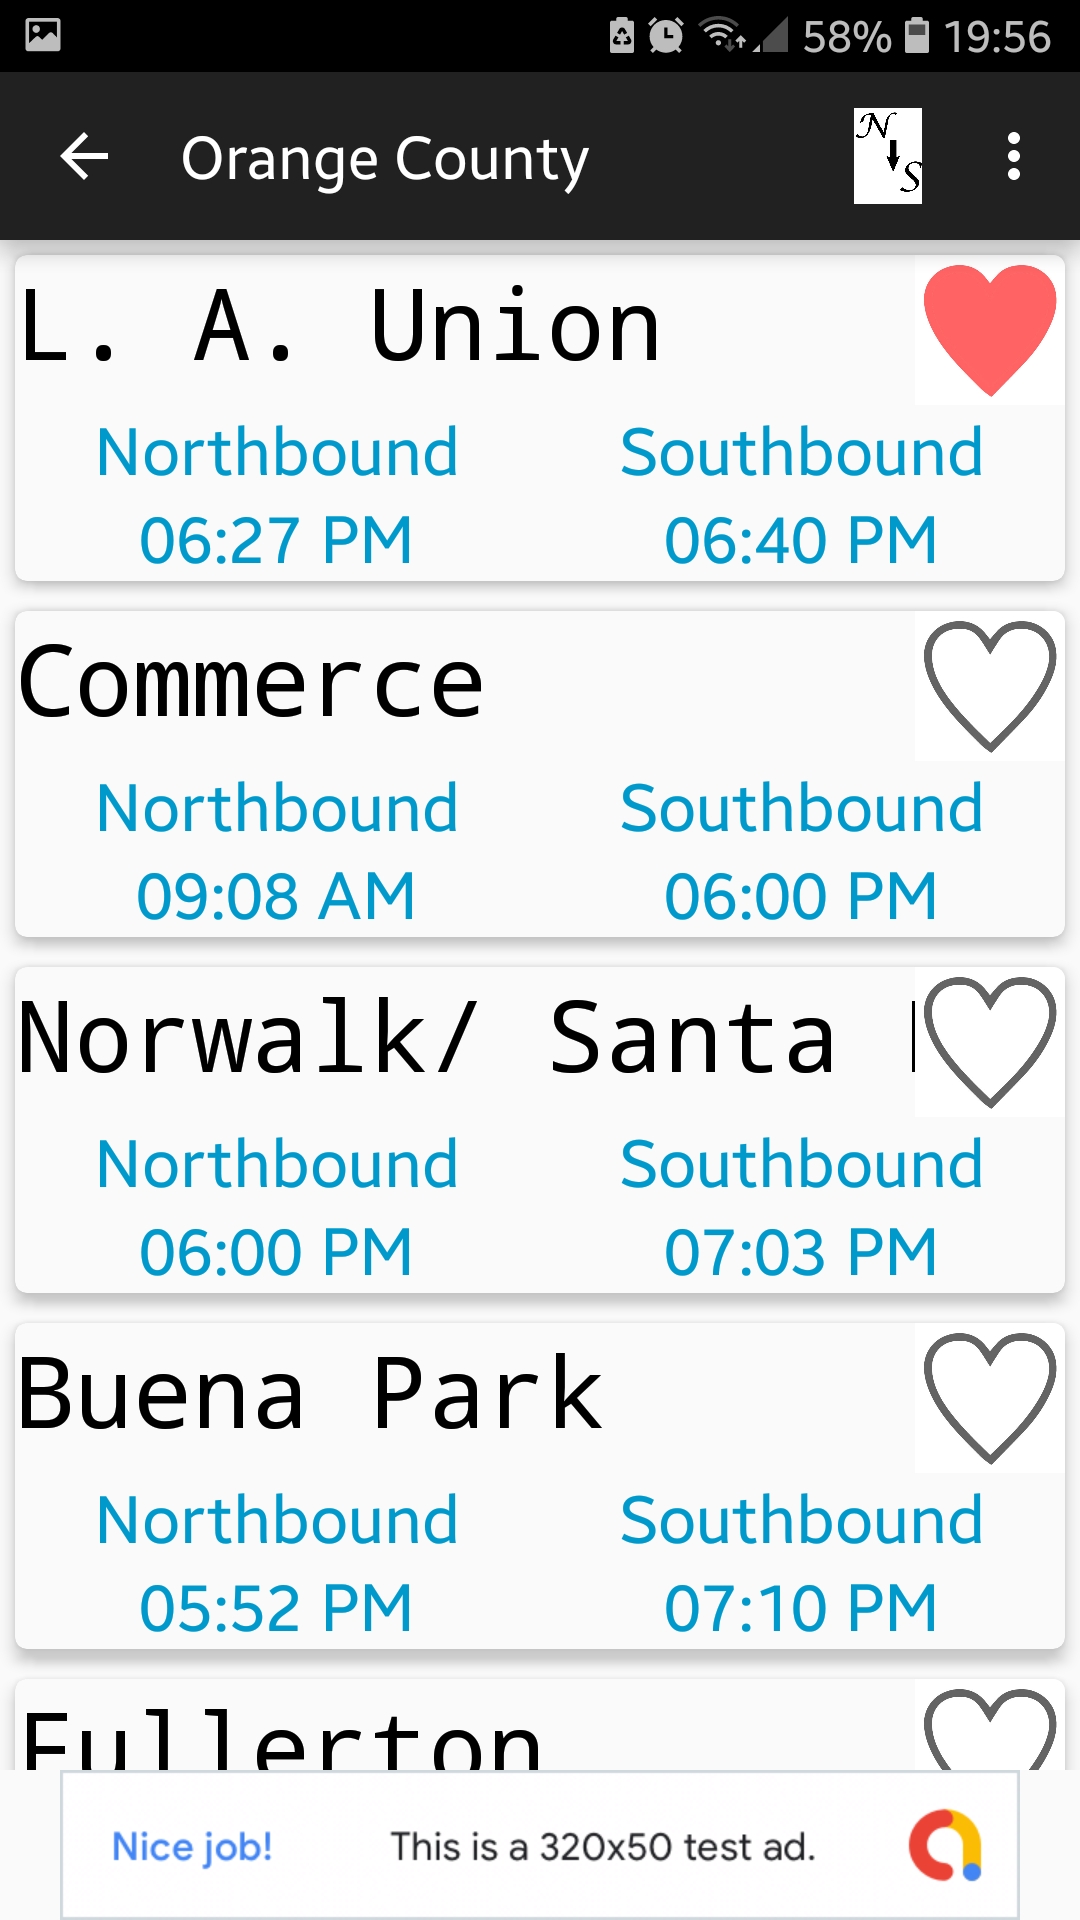 58% 19:56
Orange County
N
S
L. A. Union
Northbound Southbound
06:27 PM 06:40 PM
Commerce
Northbound Southbound
09:08 AM 06:00 PM
Norwalk/ Santa
Northbound Southbound
06:00 PM 07:03 PM
Buena Park
Northbound Southbound
05:52 PM 07:10 PM
Fullerton
Nice job! This is a 320x50 test ad.